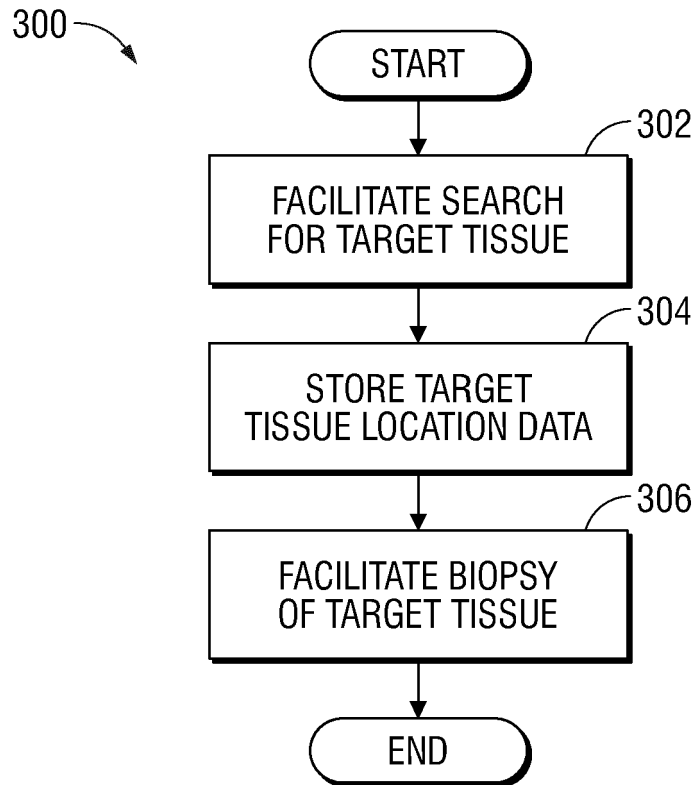 300
START
302
FACILITATE SEARCH
FOR TARGET TISSUE
304
STORE TARGET
TISSUE LOCATION DATA
306
FACILITATE BIOPSY
OF TARGET TISSUE
END